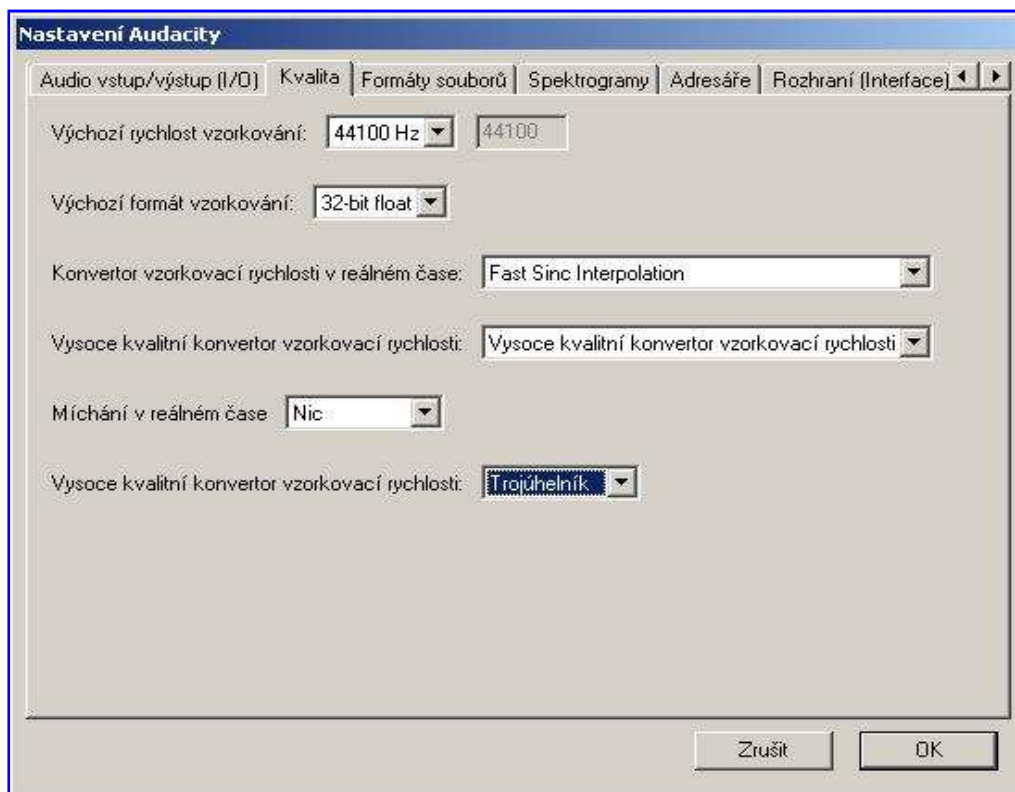 Nastavení Audacity
Audio vstup/výstup (I/O) Kvalita Formáty souborů Spektrogramy Adresáře Rozhraní (Interface)
Výchozí rychlost vzorkování: 44100 Hz 44100
Výchozí formát vzorkování: 32-bit float
Konvertor vzorkovací rychlosti v reálném čase: Fast Sinc Interpolation
Vysoce kvalitní konvertor vzorkovací rychlosti: Vysoce kvalitní konvertor vzorkovací rychlosti
Míchání v reálném čase Nic
Vysoce kvalitní konvertor vzorkovací rychlosti: Trojúhelník
Zrušit OK